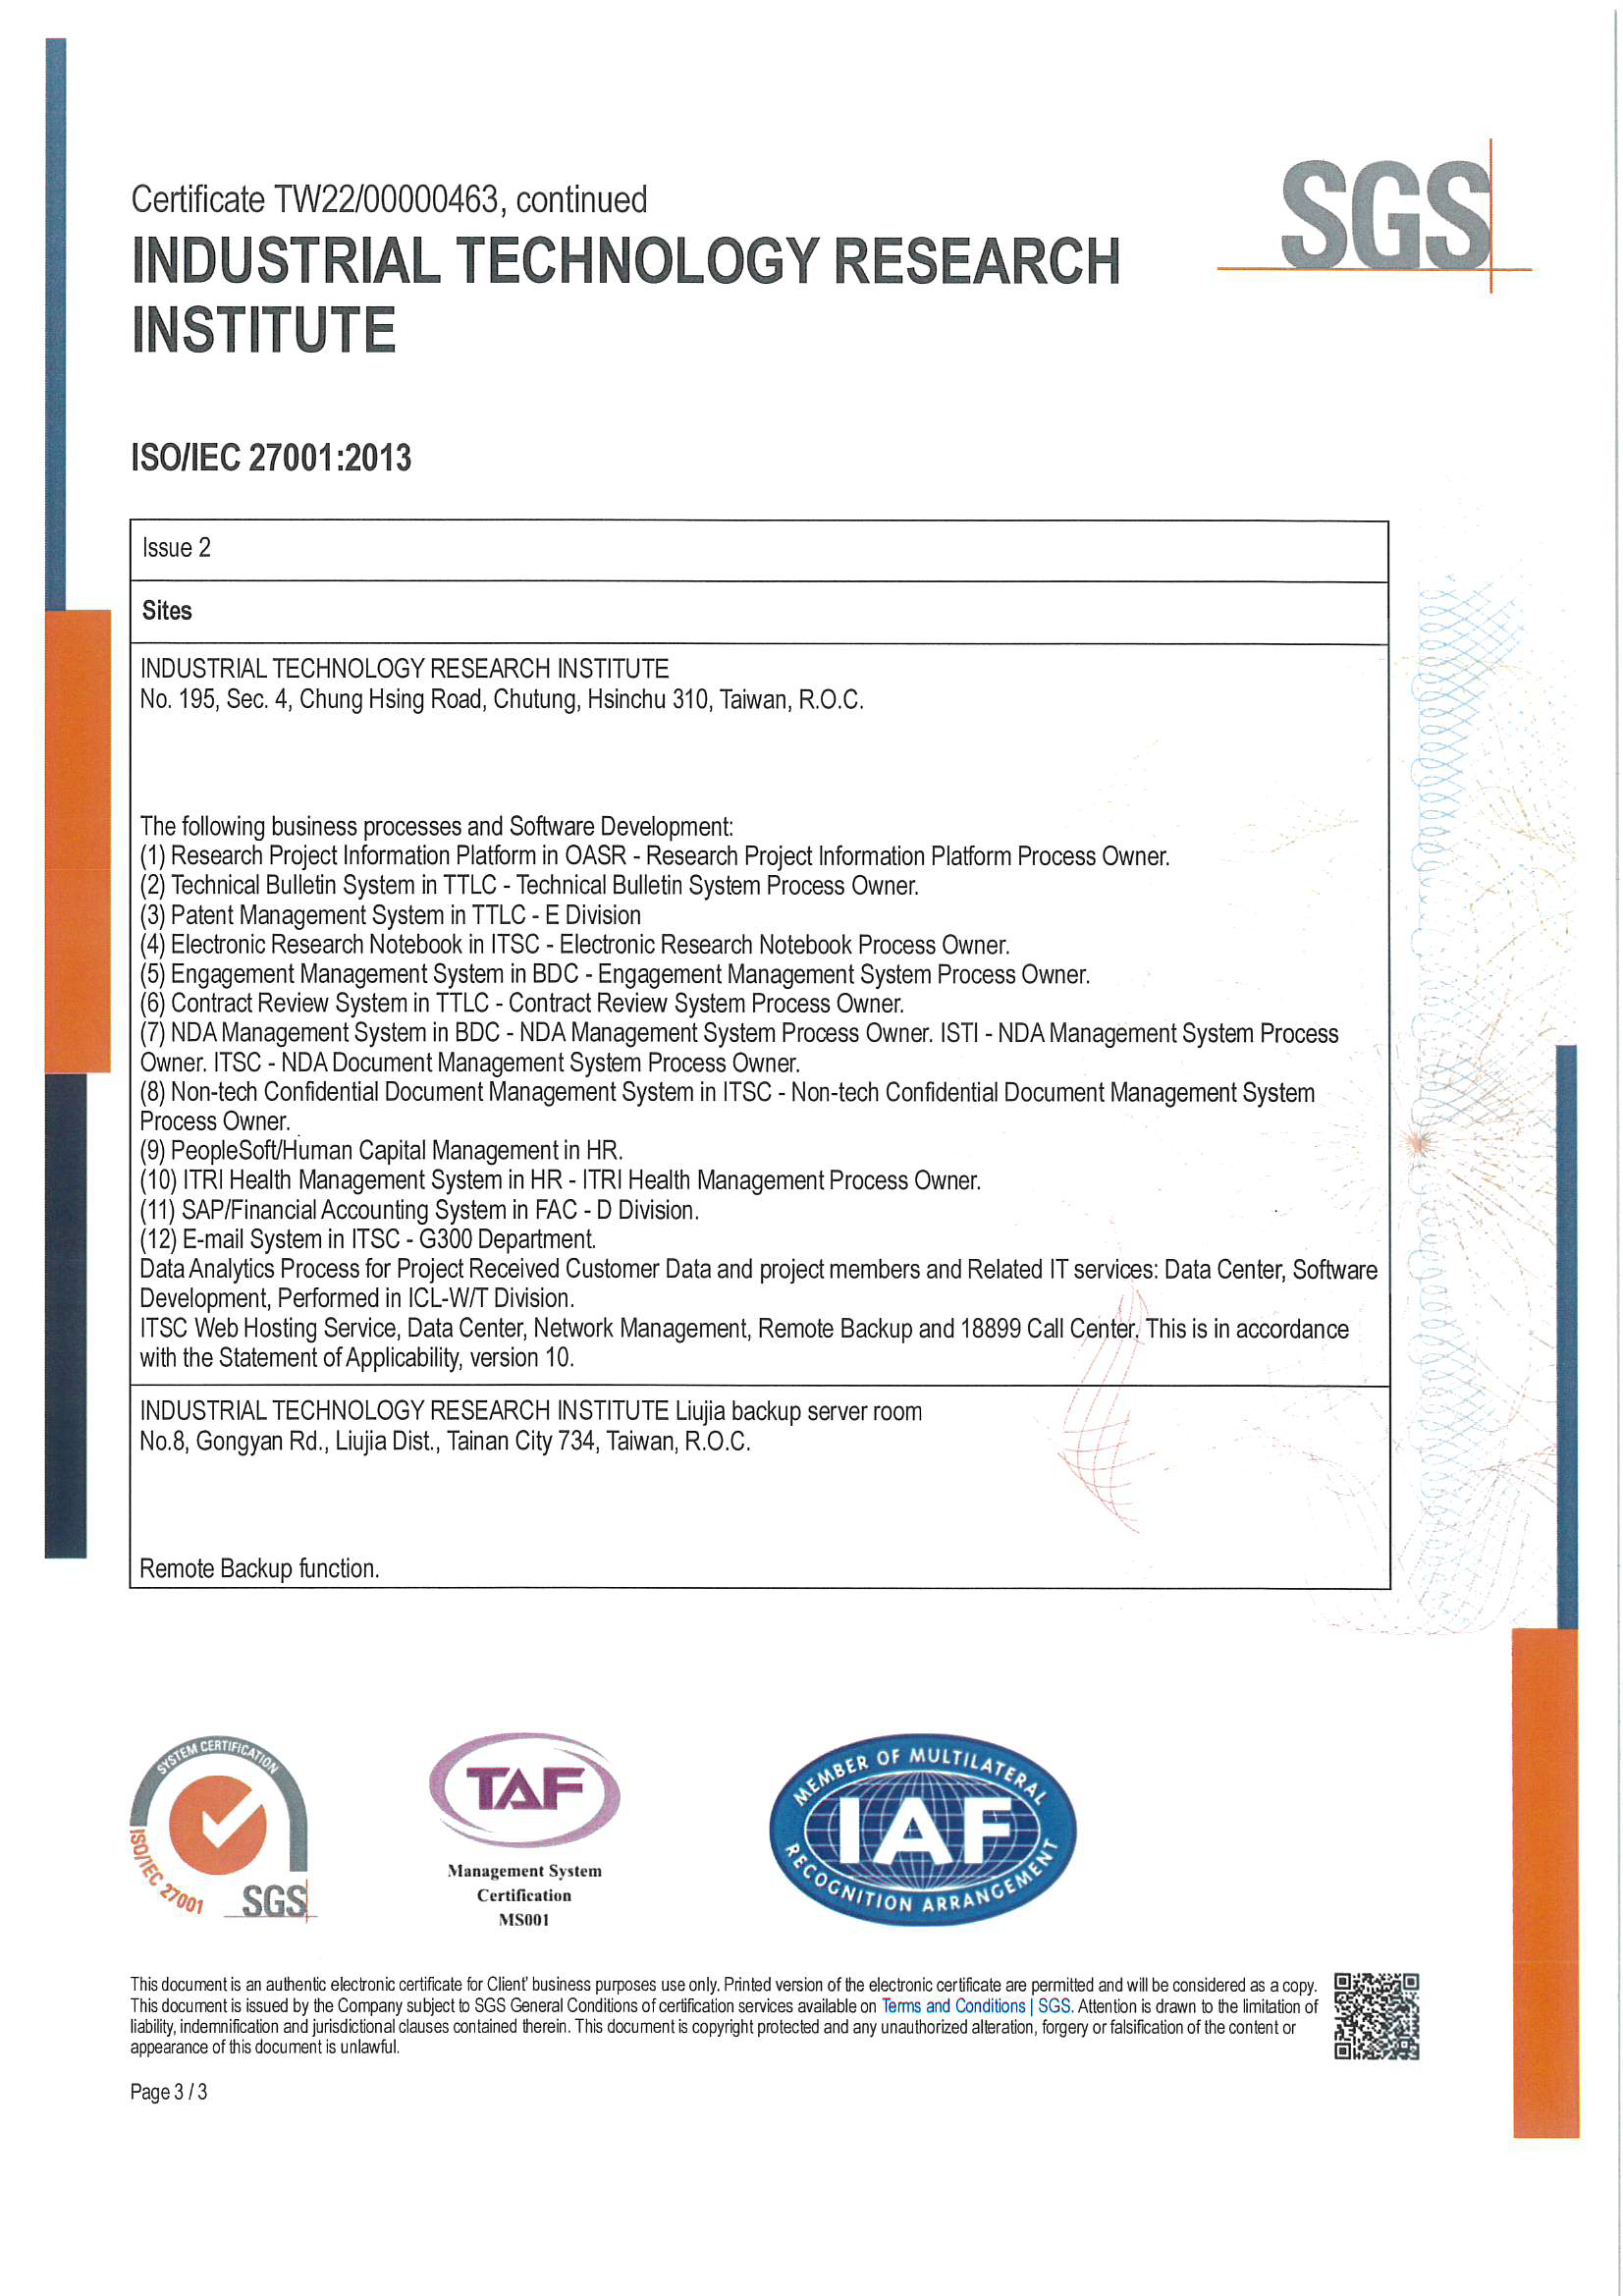 Certificate TW22/00000463, continued
SGS
INDUSTRIAL TECHNOLOGY RESEARCH
INSTITUTE
ISO/IEC 27001:2013
Issue 2
Sites
INDUSTRIAL TECHNOLOGY RESEARCH INSTITUTE
No. 195, Sec. 4, Chung Hsing Road, Chutung, Hsinchu 310, Taiwan, R.O.C.
The following business processes and Software Development:
(1) Research Project Information Platform in OASR - Research Project Information Platform Process Owner.
(2) Technical Bulletin System in TTLC - Technical Bulletin System Process Owner.
(3) Patent Management System in TTLC - E Division
(4) Electronic Research Notebook in ITSC - Electronic Research Notebook Process Owner.
(5) Engagement Management System in BDC - Engagement Management System Process Owner.
(6) Contract Review System in TTLC - Contract Review System Process Owner.
(7) NDA Management System in BDC - NDA Management System Process Owner. ISTI - NDA Management System Process
Owner. ITSC - NDA Document Management System Process Owner.
(8) Non-tech Confidential Document Management System in ITSC - Non-tech Confidential Document Management System
Process Owner.
(9) PeopleSoft/Human Capital Management in HR.
(10) ITRI Health Management System in HR - ITRI Health Management Process Owner.
(11) SAP/Financial Accounting System in FAC - D Division.
(12) E-mail System in ITSC - G300 Department.
Data Analytics Process for Project Received Customer Data and project members and Related IT services: Data Center, Software
Development, Performed in ICL-W/T Division.
ITSC Web Hosting Service, Data Center, Network Management, Remote Backup and 18899 Call Center. This is in accordance
with the Statement of Applicability, version 10.
INDUSTRIAL TECHNOLOGY RESEARCH INSTITUTE Liujia backup server room
No.8, Gongyan Rd., Liujia Dist., Tainan City 734, Taiwan, R.O.C.
Remote Backup function.
SYSTEM CERTIFICATION
ISO/IEC 27001
SGS
TAF
Management System
Certification
MS001
MEMBER OF MULTILATERAL
IAF
RECOGNITION ARRANGEMENT
This document is an authentic electronic certificate for Client' business purposes use only. Printed version of the electronic certificate are permitted and will be considered as a copy.
This document is issued by the Company subject to SGS General Conditions of certification services available on Terms and Conditions | SGS. Attention is drawn to the limitation of
liability, indemnification and jurisdictional clauses contained therein. This document is copyright protected and any unauthorized alteration, forgery or falsification of the content or
appearance of this document is unlawful.
Page 3 / 3